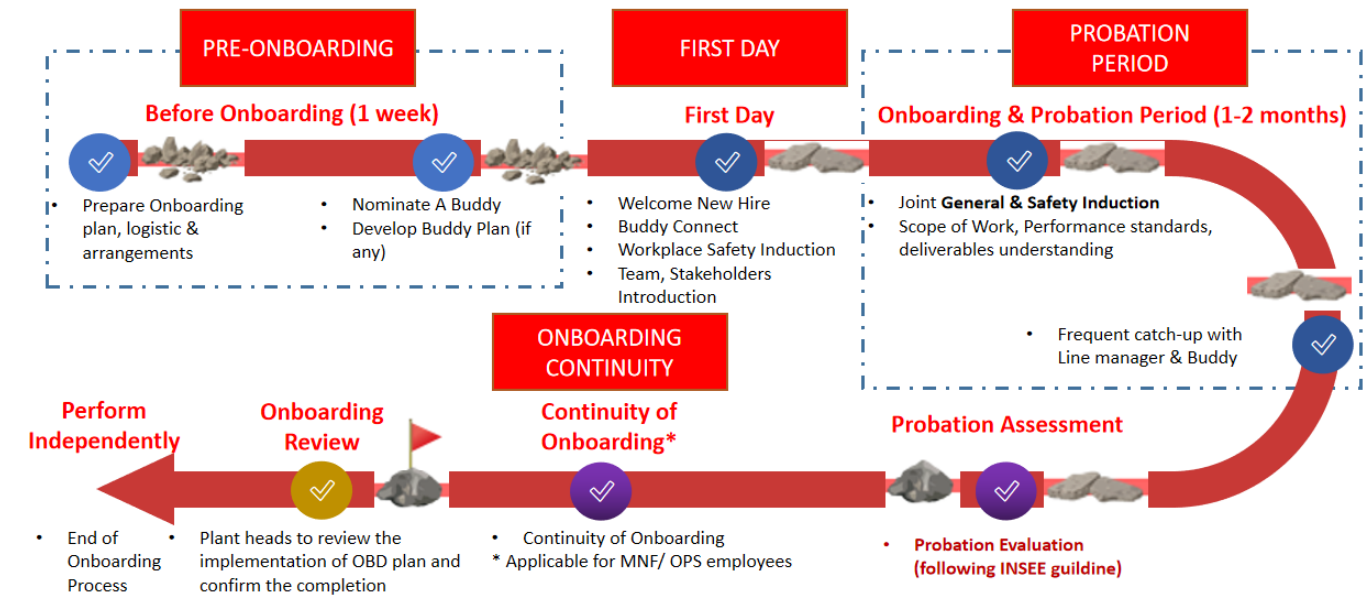 PRE-ONBOARDING
Before Onboarding (1 week)
• Prepare Onboarding
plan, logistic &
arrangements
• Nominate A Buddy
• Develop Buddy Plan (if
any)
FIRST DAY
First Day
• Welcome New Hire
• Buddy Connect
• Workplace Safety Induction
• Team, Stakeholders
Introduction
PROBATION
PERIOD
Onboarding & Probation Period (1-2 months)
• Joint General & Safety Induction
• Scope of Work, Performance standards,
deliverables understanding
• Frequent catch-up with
Line manager & Buddy
Probation Assessment
• Probation Evaluation
(following INSEE guildine)
ONBOARDING
CONTINUITY
Continuity of
Onboarding*
• Continuity of Onboarding
* Applicable for MNF/ OPS employees
Onboarding
Review
• Plant heads to review the
implementation of OBD plan and
confirm the completion
Perform
Independently
• End of
Onboarding
Process